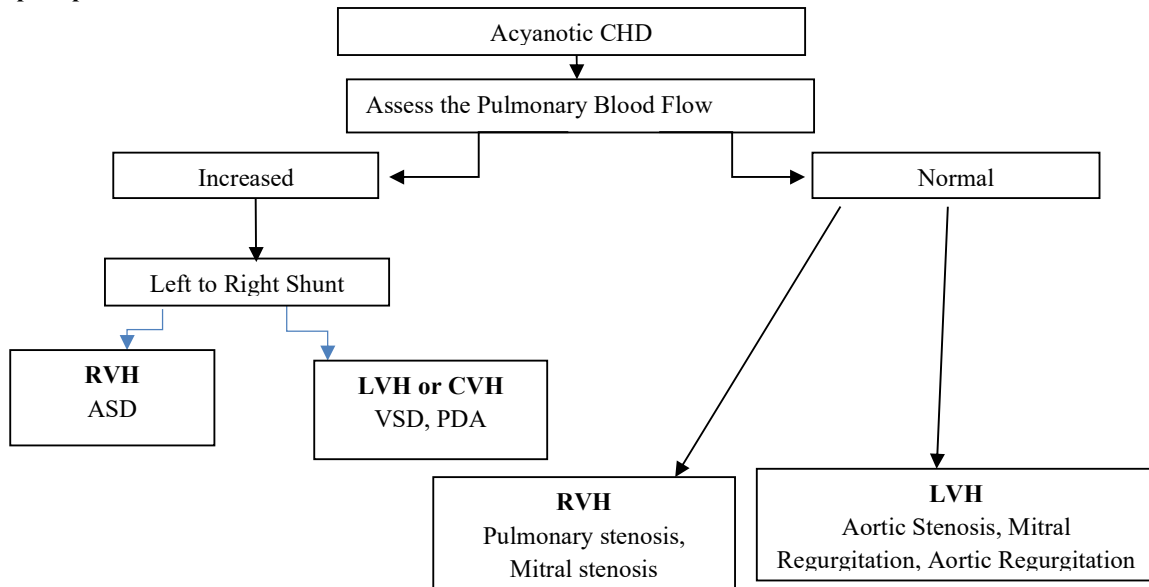 Acyanotic CHD
Assess the Pulmonary Blood Flow
Increased
Normal
Left to Right Shunt
RVH
ASD
LVH or CVH
VSD, PDA
RVH
Pulmonary stenosis,
Mitral stenosis
LVH
Aortic Stenosis, Mitral
Regurgitation, Aortic Regurgitation